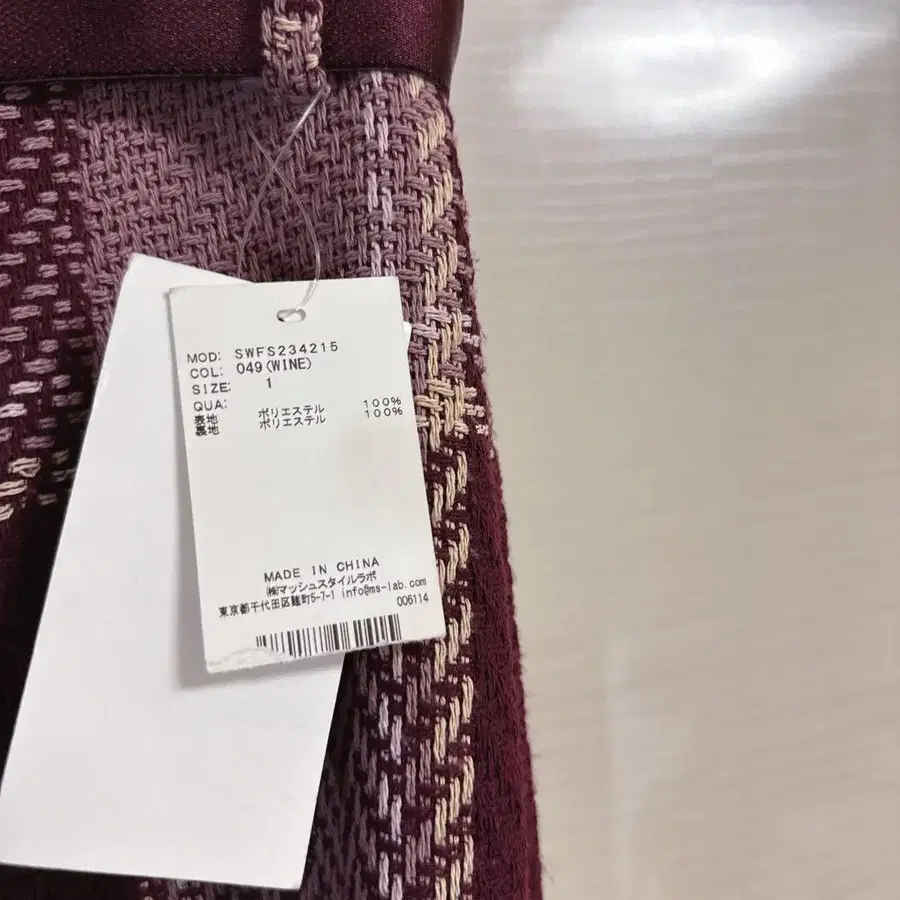 MOD: SWFS234215
COL: 049(WINE)
SIZE: 1
QUA:
表地 ポリエステル 100%
裏地 ポリエステル 100%
MADE IN CHINA
㈱マッシュスタイルラボ
東京都千代田区麹町5-7-1 info@ms-lab.com
006114